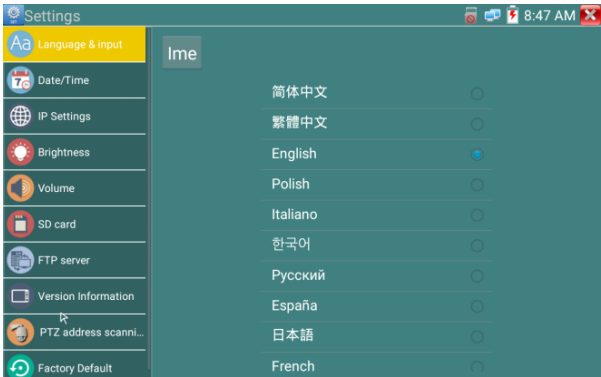 Settings
8:47 AM
Aa Language & input
Ime
7 Date/Time
IP Settings
Brightness
Volume
SD card
FTP server
Version Information
PTZ address scanni...
Factory Default
简体中文
繁體中文
English
Polish
Italiano
한국어
Русский
España
日本語
French